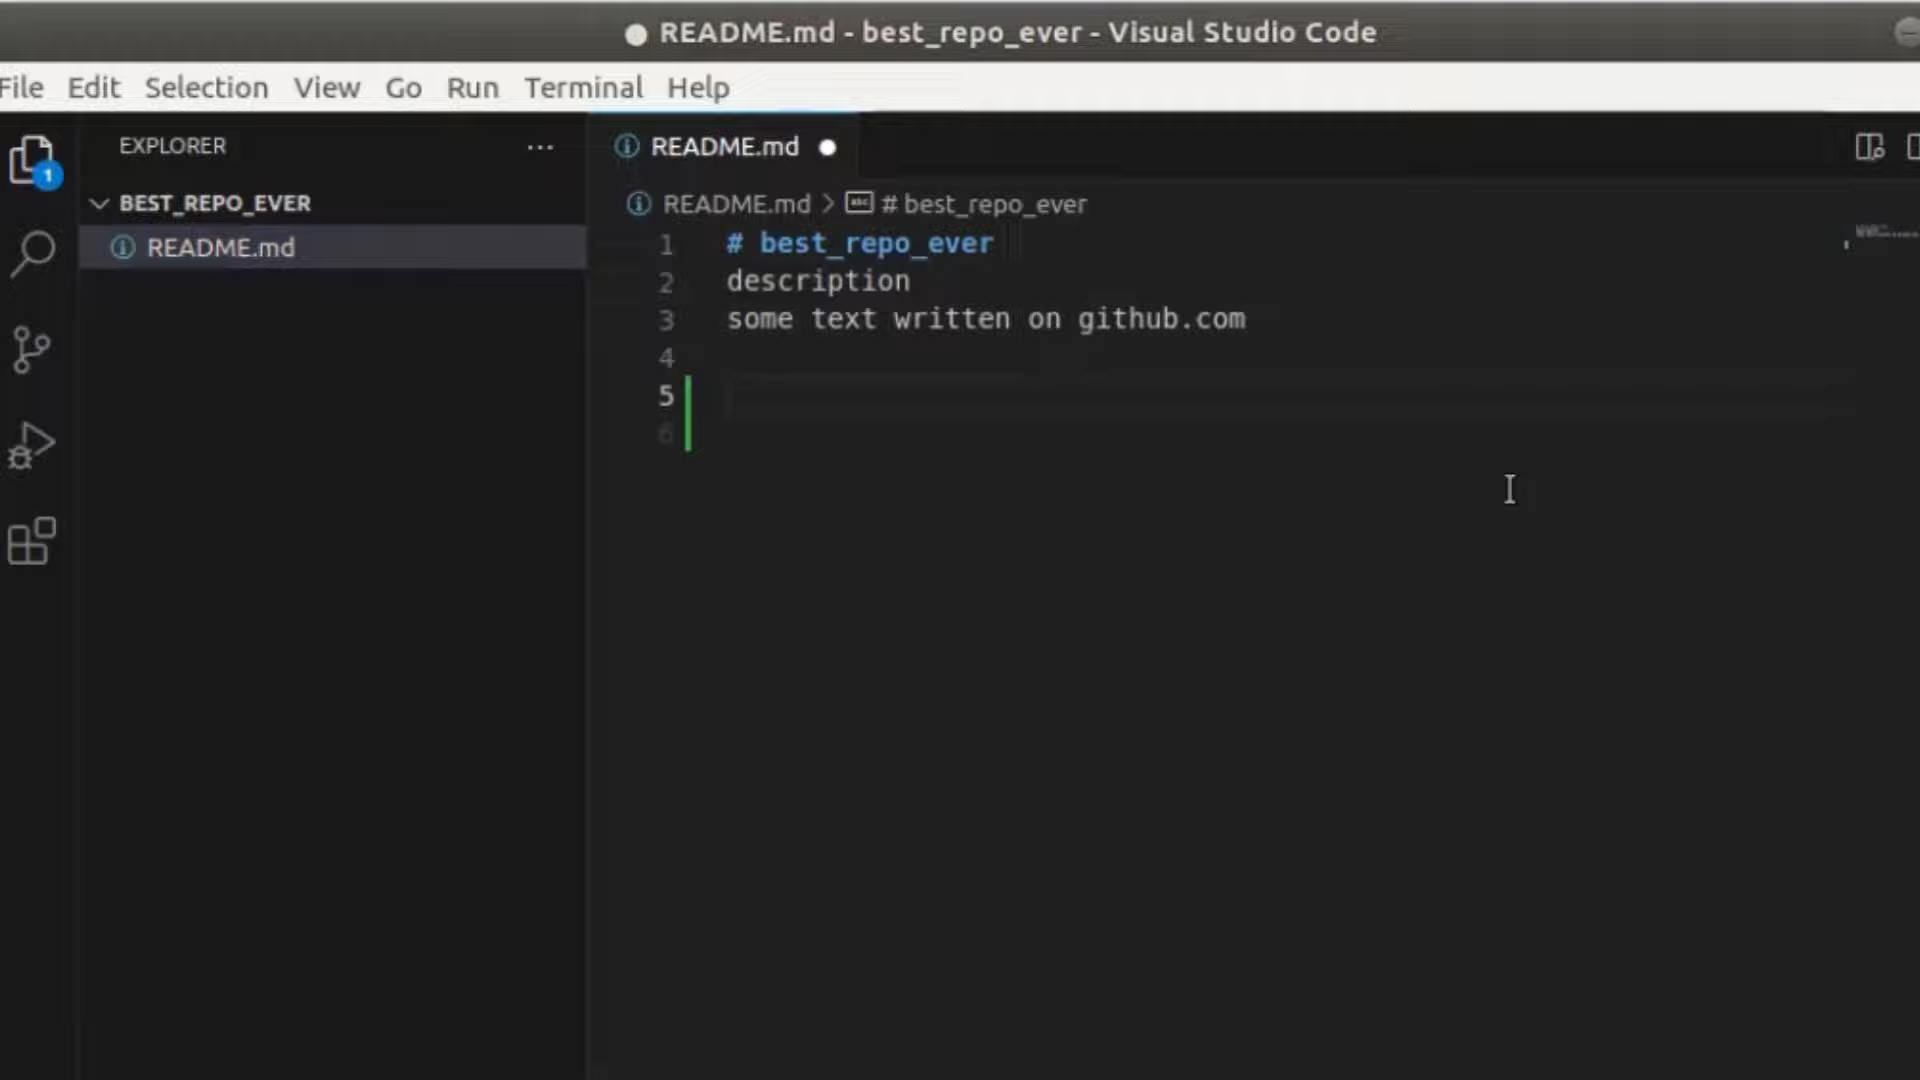 README.md - best_repo_ever - Visual Studio Code
File Edit Selection View Go Run Terminal Help
EXPLORER
README.md
1
BEST_REPO_EVER
README.md > # best_repo_ever
README.md
1 # best_repo_ever
2 description
3 some text written on github.com
4
5
6